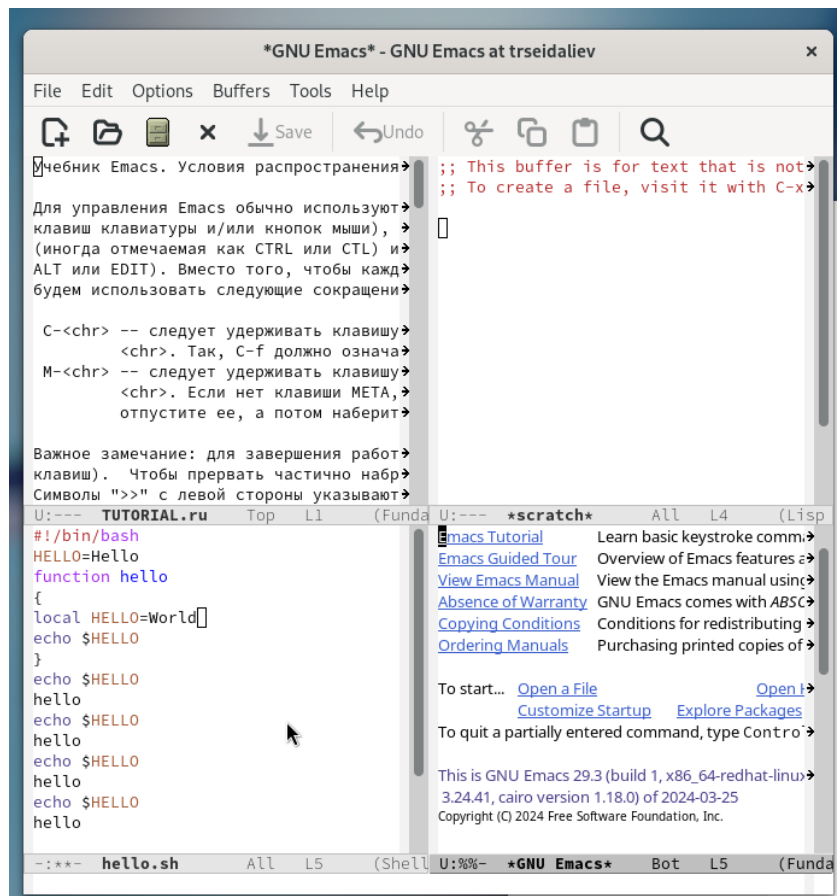 *GNU Emacs* - GNU Emacs at trseidaliev
File Edit Options Buffers Tools Help
Save Undo
Учебник Emacs. Условия распространения
Для управления Emacs обычно используют
клавиш клавиатуры и/или кнопок мыши),
(иногда отмечаемая как CTRL или CTL) и
ALT или EDIT). Вместо того, чтобы кажд
будем использовать следующие сокращени
C-<chr> -- следует удерживать клавишу
<chr>. Так, C-f должно означа
M-<chr> -- следует удерживать клавишу
<chr>. Если нет клавиши META,
отпустите ее, а потом наберит
Важное замечание: для завершения работ
клавиш). Чтобы прервать частично набр
Символы ">>" с левой стороны указывают
U:--- TUTORIAL.ru Top L1 (Funda
;; This buffer is for text that is not
;; To create a file, visit it with C-x
U:--- *scratch* All L4 (Lisp
#!/bin/bash
HELLO=Hello
function hello
{
local HELLO=World
echo $HELLO
}
echo $HELLO
hello
echo $HELLO
hello
echo $HELLO
hello
echo $HELLO
hello
-:**- hello.sh All L5 (Shell
Emacs Tutorial Learn basic keystroke comm
Emacs Guided Tour Overview of Emacs features
View Emacs Manual View the Emacs manual using
Absence of Warranty GNU Emacs comes with ABSO
Copying Conditions Conditions for redistributing
Ordering Manuals Purchasing printed copies of
To start... Open a File Open
Customize Startup Explore Packages
To quit a partially entered command, type Contro
This is GNU Emacs 29.3 (build 1, x86_64-redhat-linux
3.24.41, cairo version 1.18.0) of 2024-03-25
Copyright (C) 2024 Free Software Foundation, Inc.
U:%%- *GNU Emacs* Bot L5 (Funda